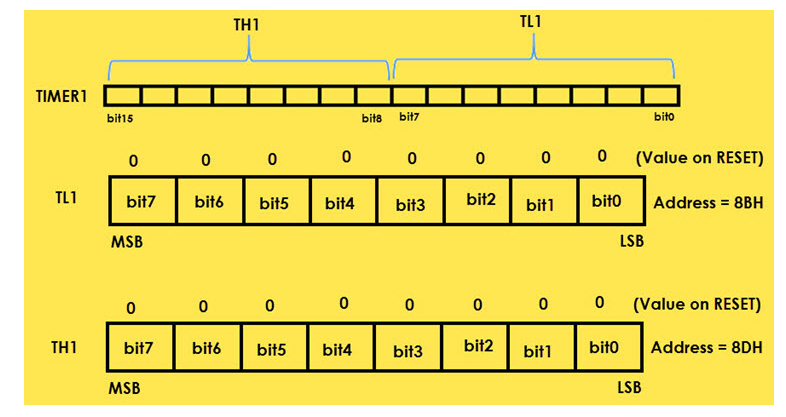 TH1 TL1
TIMER1
bit15 bit8 bit7 bit0
0 0 0 0 0 0 0 0 (Value on RESET)
TL1 bit7 bit6 bit5 bit4 bit3 bit2 bit1 bit0 Address = 8BH
MSB LSB
0 0 0 0 0 0 0 0 (Value on RESET)
TH1 bit7 bit6 bit5 bit4 bit3 bit2 bit1 bit0 Address = 8DH
MSB LSB